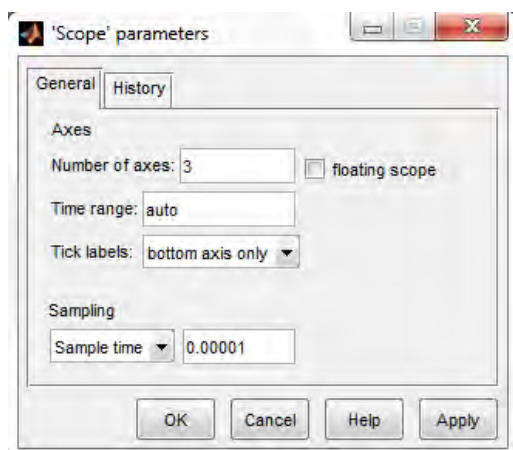 'Scope' parameters
General History
Axes
Number of axes: 3 floating scope
Time range: auto
Tick labels: bottom axis only
Sampling
Sample time 0.00001
OK Cancel Help Apply